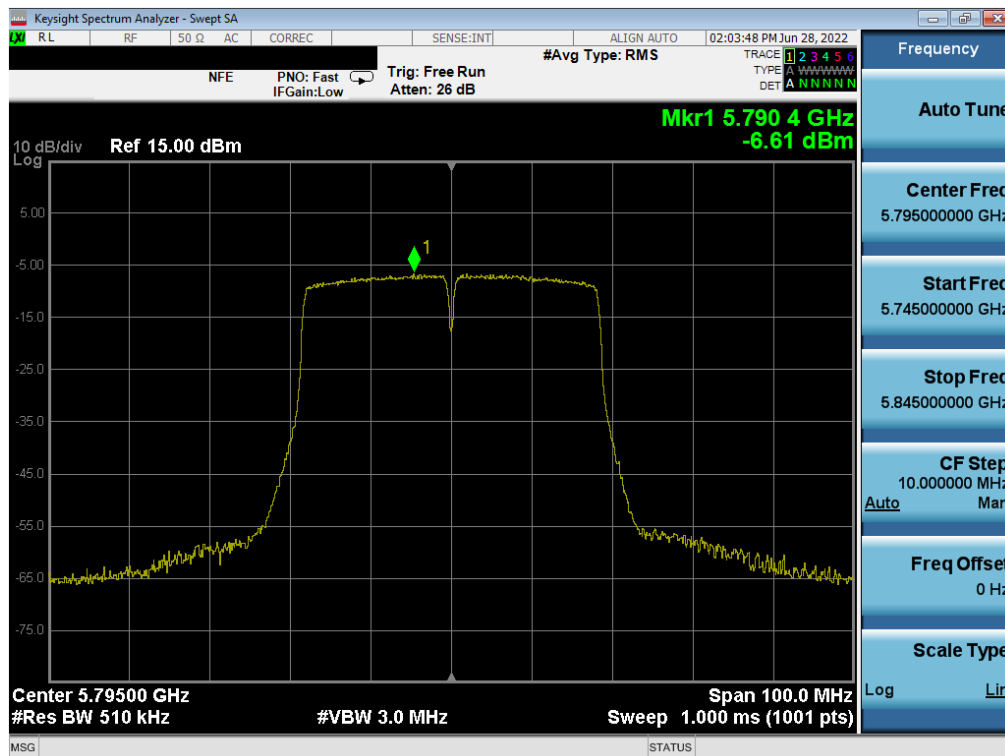 Keysight Spectrum Analyzer - Swept SA
LXI RL RF 50 Ω AC CORREC SENSE:INT ALIGN AUTO 02:03:48 PM Jun 28, 2022
#Avg Type: RMS
TRACE 1 2 3 4 5 6
TYPE A WWWWW
DET A N N N N N
NFE PNO: Fast Trig: Free Run
IFGain:Low Atten: 26 dB
Mkr1 5.790 4 GHz
-6.61 dBm
10 dB/div Ref 15.00 dBm
Log
5.00
1
-5.00
-15.0
-25.0
-35.0
-45.0
-55.0
-65.0
-75.0
Center 5.79500 GHz Span 100.0 MHz
#Res BW 510 kHz #VBW 3.0 MHz Sweep 1.000 ms (1001 pts)
MSG STATUS
Frequency
Auto Tune
Center Freq
5.795000000 GHz
Start Freq
5.745000000 GHz
Stop Freq
5.845000000 GHz
CF Step
10.000000 MHz
Auto Man
Freq Offset
0 Hz
Scale Type
Log Lin